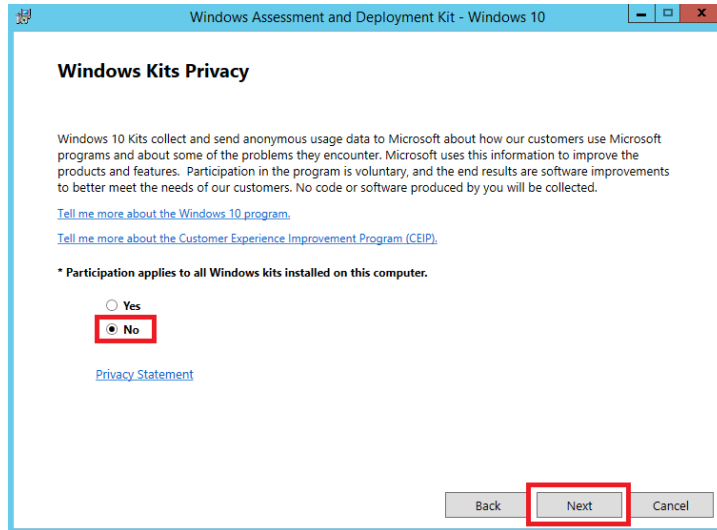 Windows Assessment and Deployment Kit - Windows 10
Windows Kits Privacy
Windows 10 Kits collect and send anonymous usage data to Microsoft about how our customers use Microsoft
programs and about some of the problems they encounter. Microsoft uses this information to improve the
products and features.  Participation in the program is voluntary, and the end results are software improvements
to better meet the needs of our customers. No code or software produced by you will be collected.
Tell me more about the Windows 10 program.
Tell me more about the Customer Experience Improvement Program (CEIP).
* Participation applies to all Windows kits installed on this computer.
Yes
No
Privacy Statement
Back Next Cancel